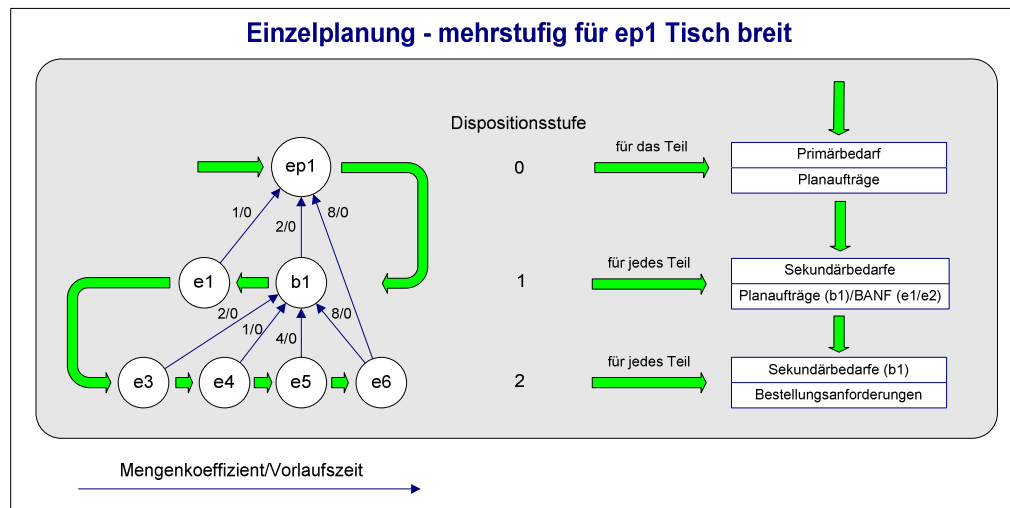 Einzelplanung - mehrstufig für ep1 Tisch breit
Dispositionsstufe
ep1
0
für das Teil
Primärbedarf
Planaufträge
1/0
2/0
8/0
e1
b1
1
für jedes Teil
Sekundärbedarfe
Planaufträge (b1)/BANF (e1/e2)
2/0
1/0
4/0
8/0
e3
e4
e5
e6
2
für jedes Teil
Sekundärbedarfe (b1)
Bestellungsanforderungen
Mengenkoeffizient/Vorlaufszeit